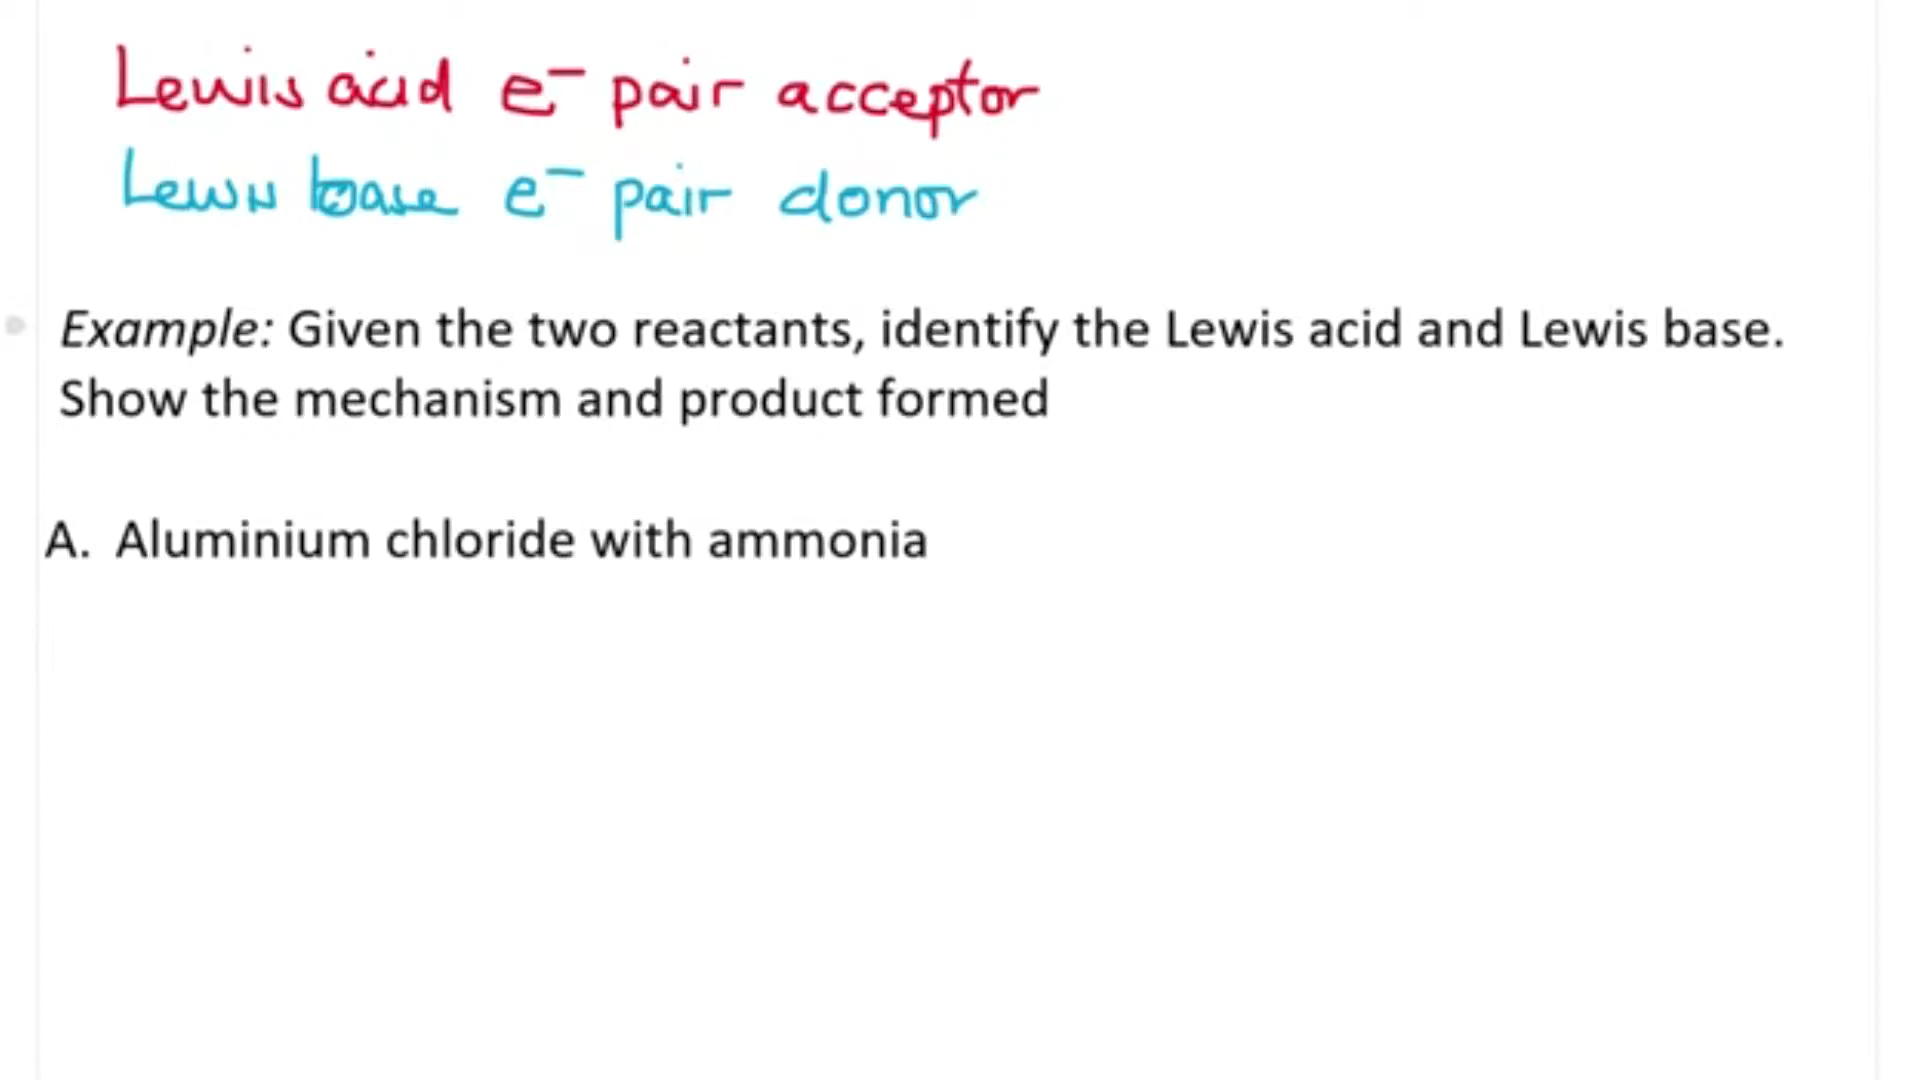 Lewis acid e⁻ pair acceptor
Lewis base e⁻ pair donor
Example: Given the two reactants, identify the Lewis acid and Lewis base.
Show the mechanism and product formed
A. Aluminium chloride with ammonia